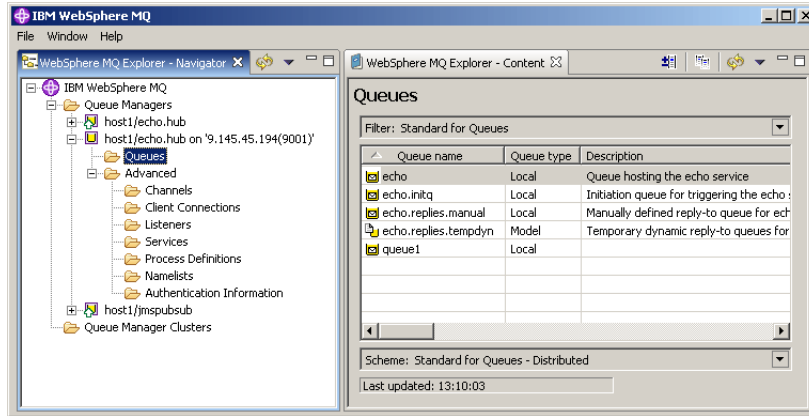 IBM WebSphere MQ
File Window Help
WebSphere MQ Explorer - Navigator
IBM WebSphere MQ
Queue Managers
host1/echo.hub
host1/echo.hub on '9.145.45.194(9001)'
Queues
Advanced
Channels
Client Connections
Listeners
Services
Process Definitions
Namelists
Authentication Information
host1/jmspubsub
Queue Manager Clusters
WebSphere MQ Explorer - Content
Queues
Filter: Standard for Queues
Queue name Queue type Description
echo Local Queue hosting the echo service
echo.initq Local Initiation queue for triggering the echo
echo.replies.manual Local Manually defined reply-to queue for ech
echo.replies.tempdyn Model Temporary dynamic reply-to queues for
queue1 Local
Scheme: Standard for Queues - Distributed
Last updated: 13:10:03